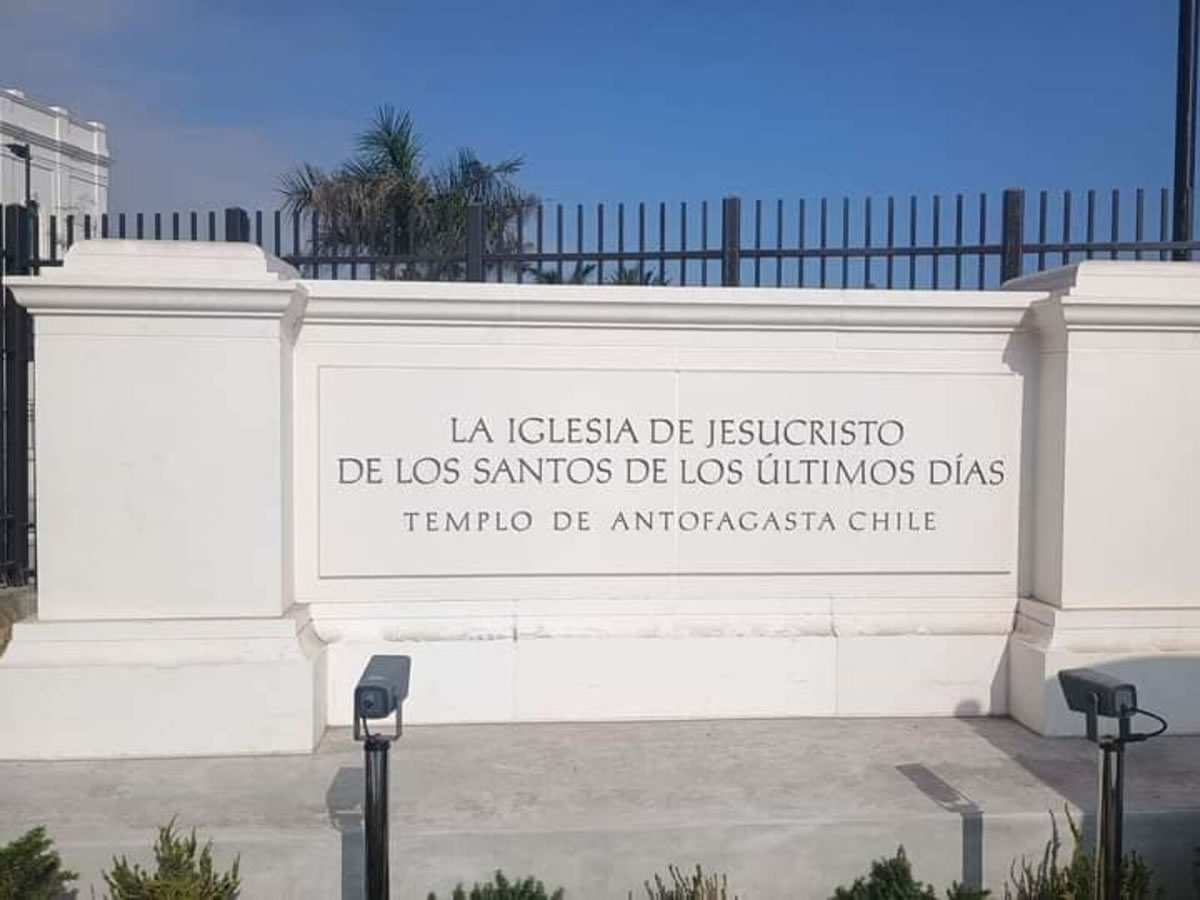 LA IGLESIA DE JESUCRISTO
DE LOS SANTOS DE LOS ÚLTIMOS DÍAS
TEMPLO DE ANTOFAGASTA CHILE